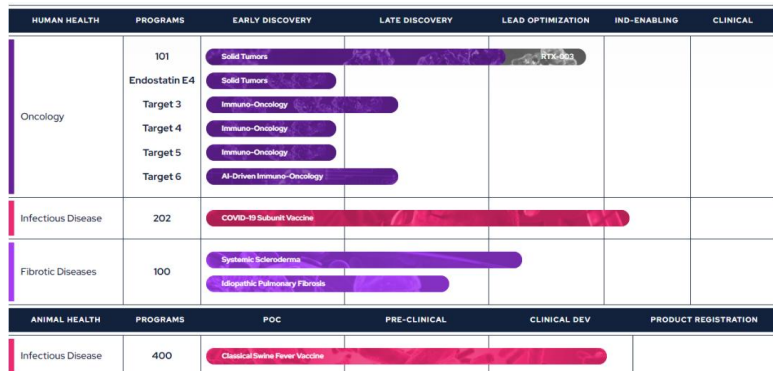 HUMAN HEALTH PROGRAMS EARLY DISCOVERY LATE DISCOVERY LEAD OPTIMIZATION IND-ENABLING CLINICAL
Oncology
101 Solid Tumors RTX-003
Endostatin E4 Solid Tumors
Target 3 Immuno-Oncology
Target 4 Immuno-Oncology
Target 5 Immuno-Oncology
Target 6 AI-Driven Immuno-Oncology
Infectious Disease 202 COVID-19 Subunit Vaccine
Fibrotic Diseases 100
Systemic Scleroderma
Idiopathic Pulmonary Fibrosis
ANIMAL HEALTH PROGRAMS POC PRE-CLINICAL CLINICAL DEV PRODUCT REGISTRATION
Infectious Disease 400 Classical Swine Fever Vaccine